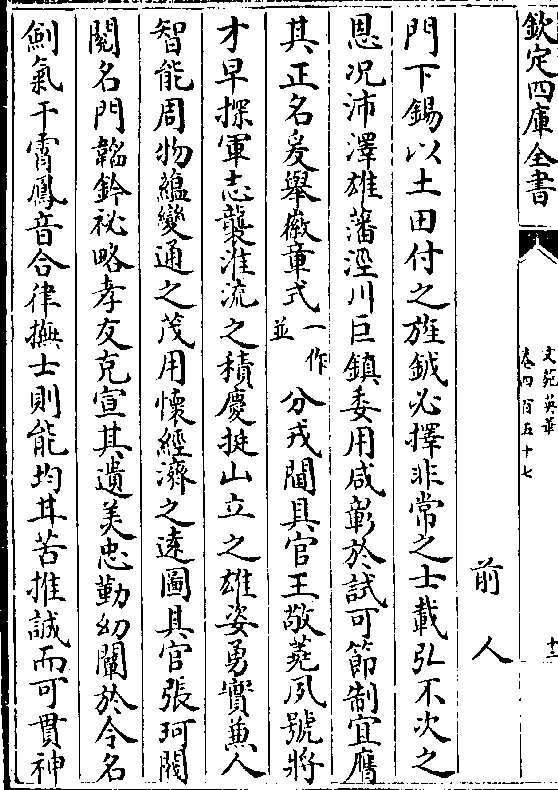 欽定四庫全書
文苑英華
卷四百五十七
十三
前人
門下錫以土田付之旌鉞必擇非常之士載弘不次之
恩况沛澤雄藩涇川巨鎮委用咸彰於試可節制宜膺
其正名爰舉徽章式一作並分戎閫具官王敬蕘夙號將
才早探軍志襲淮流之積慶挺山立之雄姿勇實兼人
智能周物蘊變通之茂用懷經濟之遠圖具官張珂閥
閱名門韜鈐祕略孝友克宣其遺美忠勤幼闡於令名
劍氣干霄鳳音合律撫士則能均甘苦推誠而可貫神